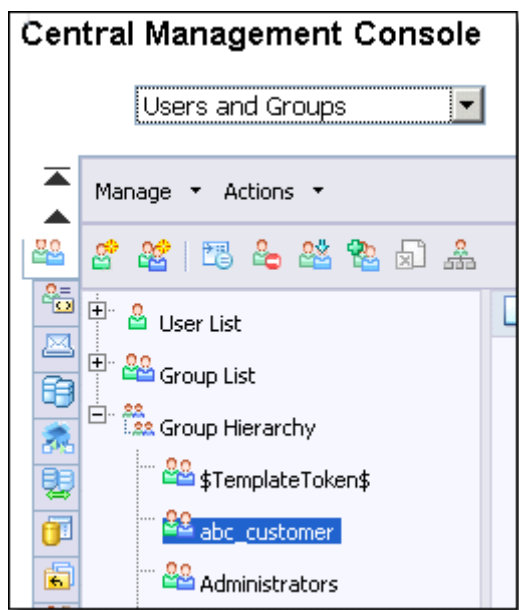 Central Management Console
Users and Groups
Manage Actions
User List
Group List
Group Hierarchy
$TemplateToken$
abc_customer
Administrators